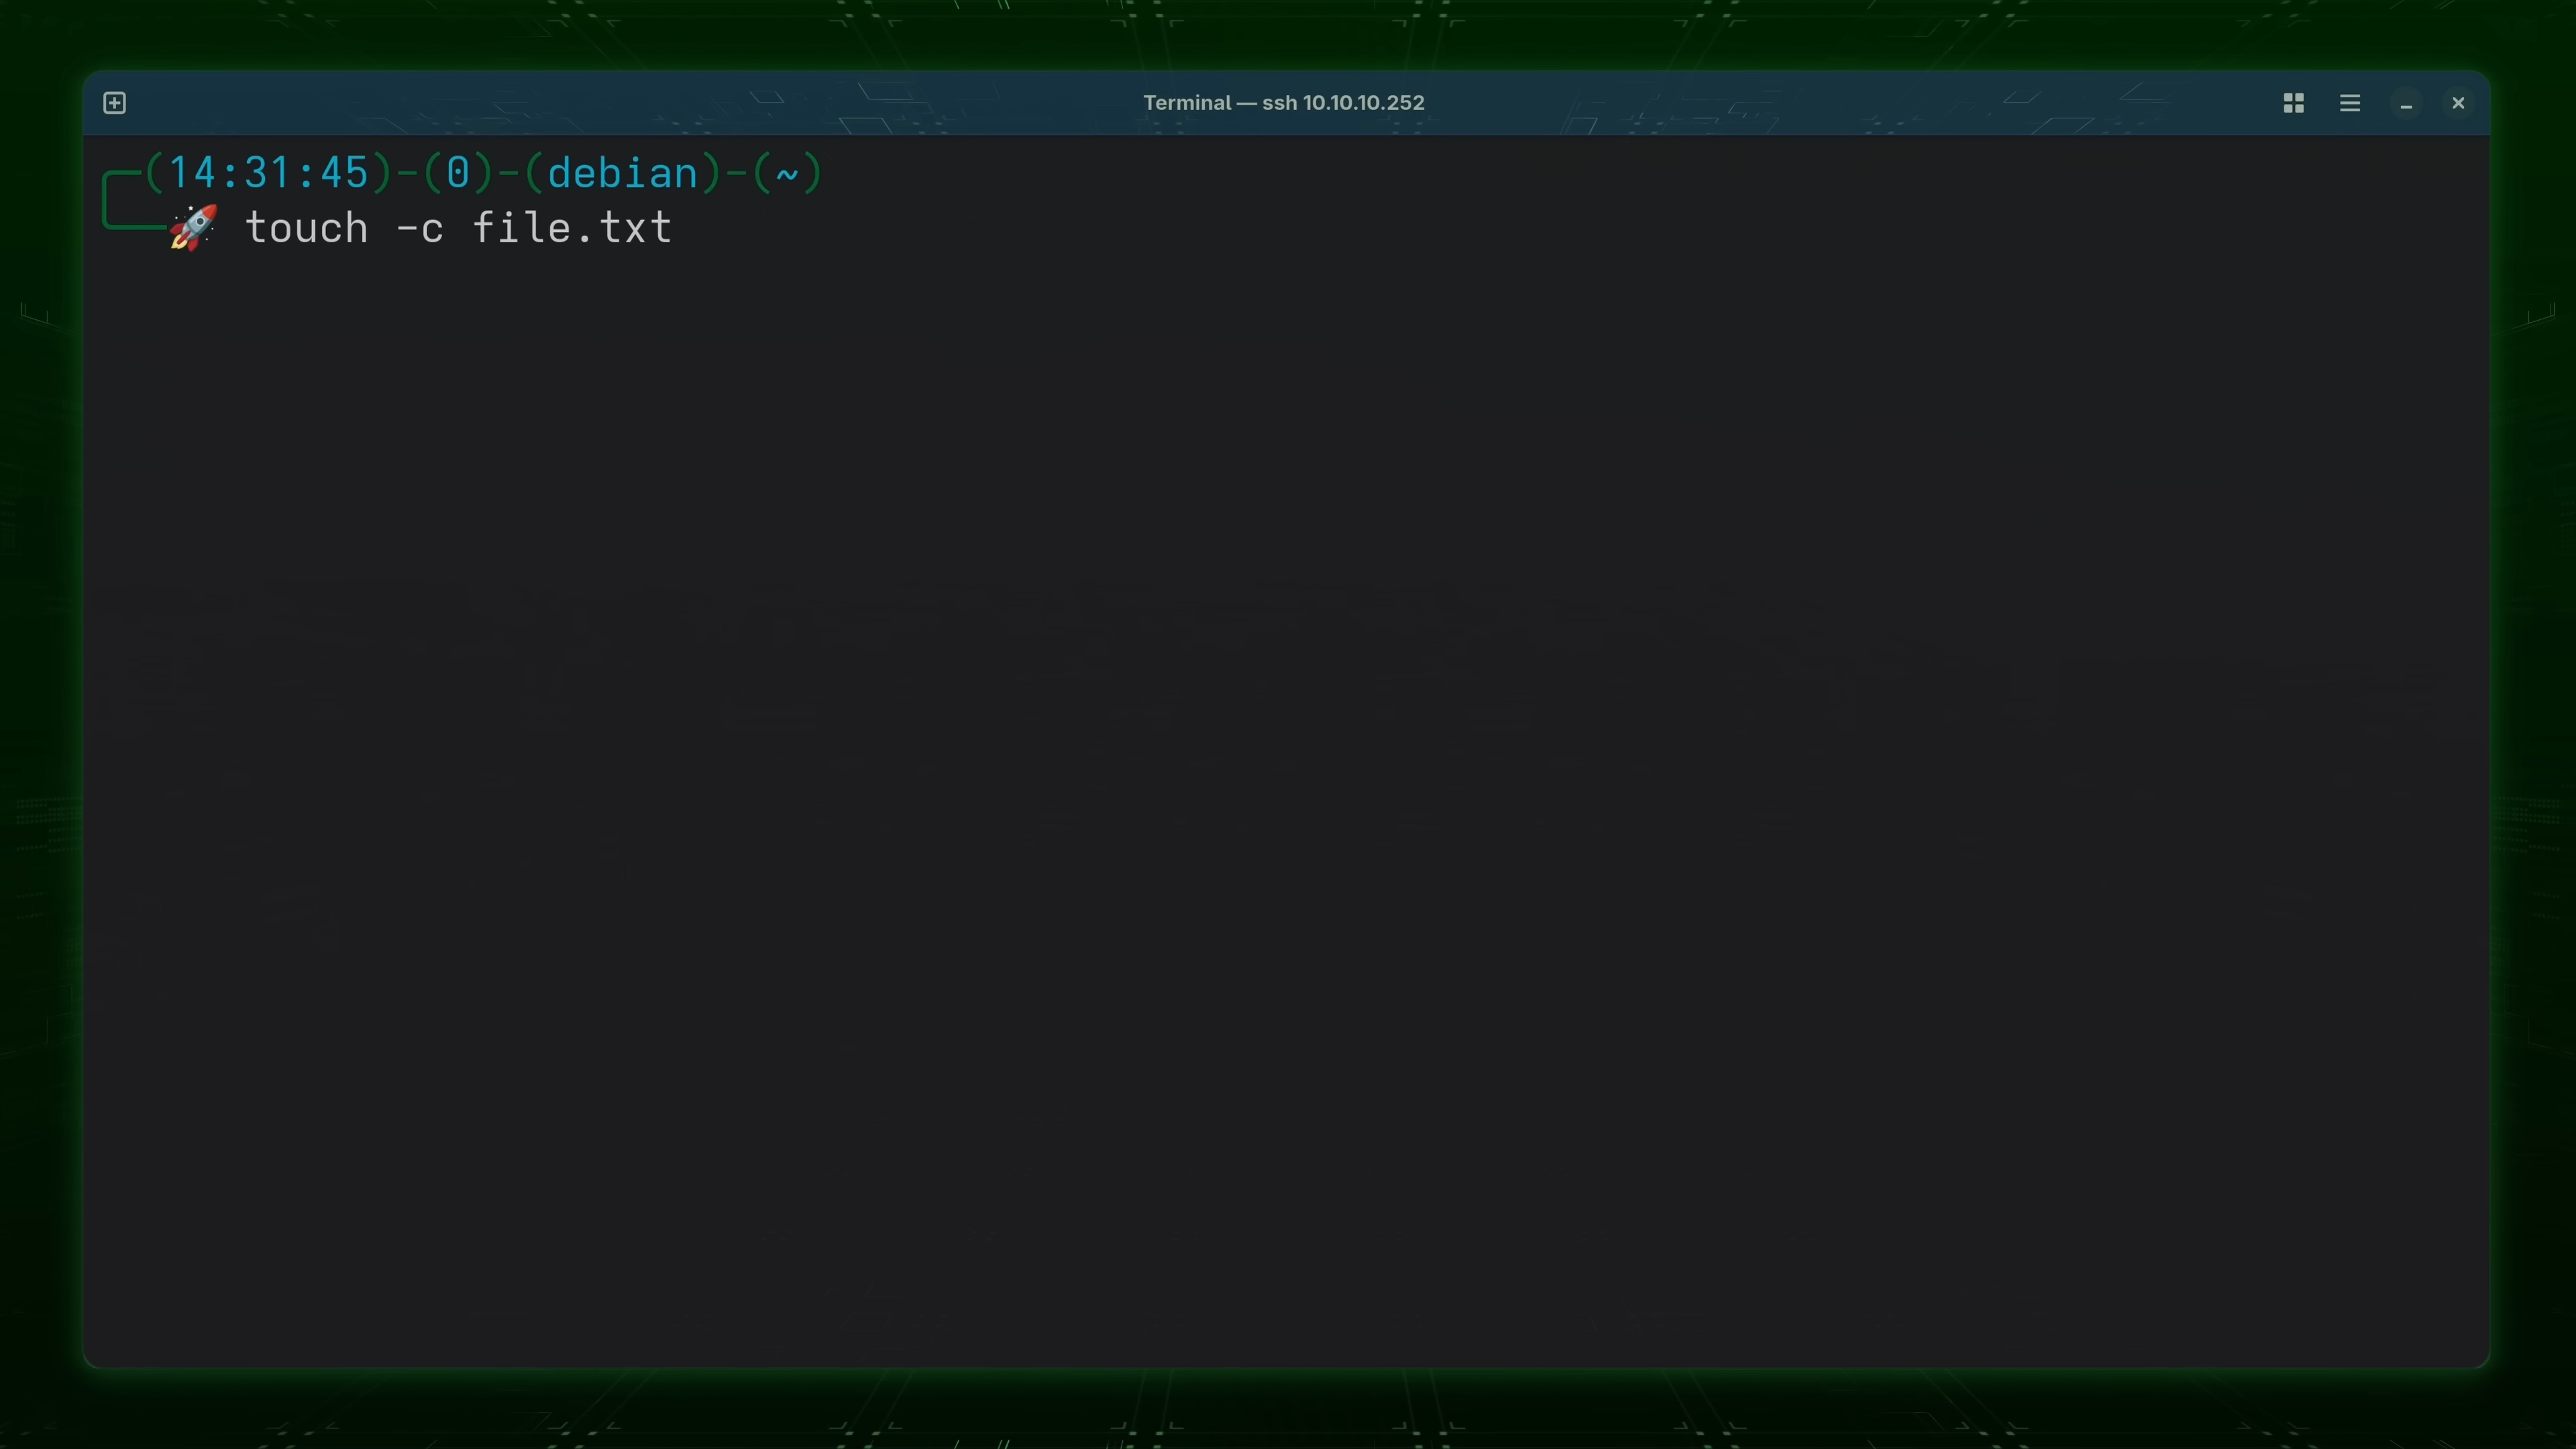 Terminal — ssh 10.10.10.252
(14:31:45)-(0)-(debian)-(~)
🚀 touch -c file.txt